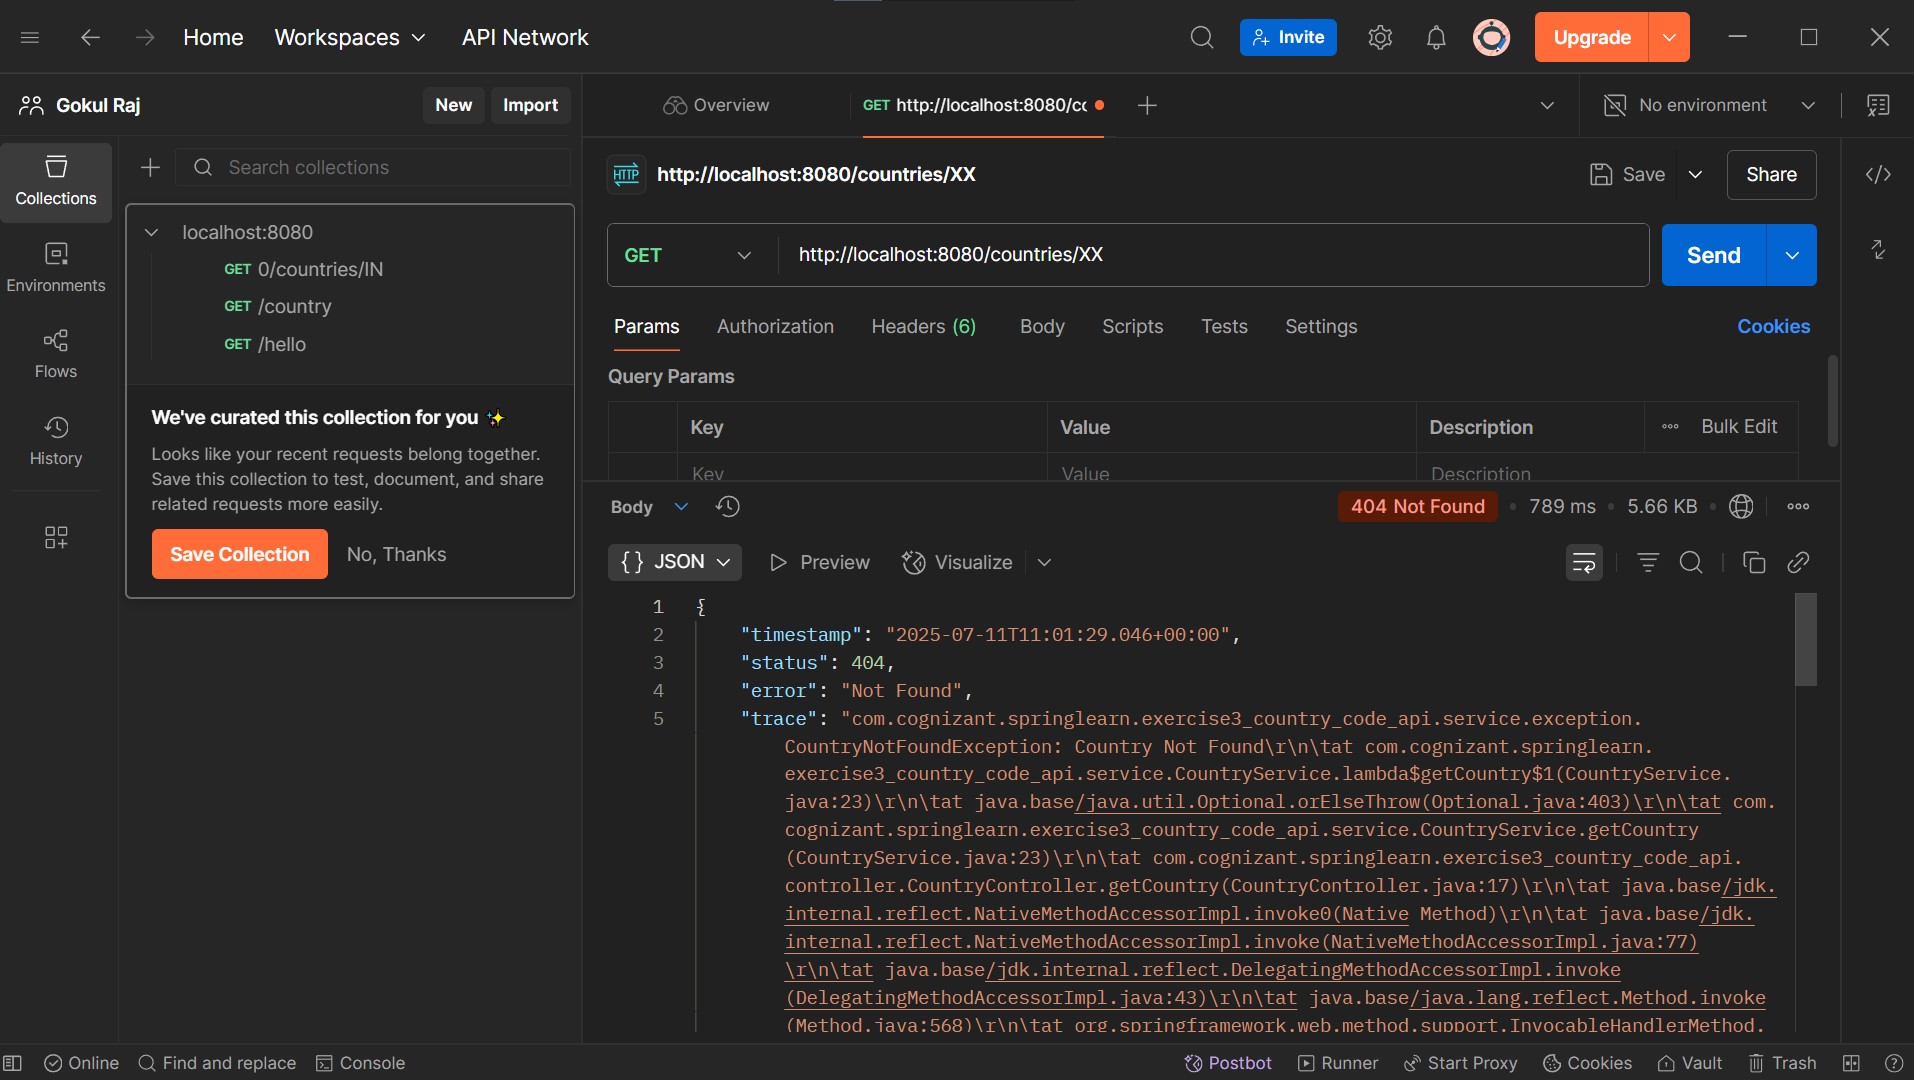 Home
Workspaces
API Network
Invite
Upgrade
Gokul Raj
New
Import
Overview
GET http://localhost:8080/cc
No environment
Collections
Search collections
Environments
Flows
History
localhost:8080
GET 0/countries/IN
GET /country
GET /hello
We've curated this collection for you ✨
Looks like your recent requests belong together.
Save this collection to test, document, and share
related requests more easily.
Save Collection
No, Thanks
HTTP http://localhost:8080/countries/XX
Save
Share
GET
http://localhost:8080/countries/XX
Send
Params
Authorization
Headers (6)
Body
Scripts
Tests
Settings
Cookies
Query Params
Key
Value
Description
Bulk Edit
Key
Value
Description
Body
404 Not Found
789 ms
5.66 KB
{} JSON
Preview
Visualize
1 {
2 "timestamp": "2025-07-11T11:01:29.046+00:00",
3 "status": 404,
4 "error": "Not Found",
5 "trace": "com.cognizant.springlearn.exercise3_country_code_api.service.exception.
CountryNotFoundException: Country Not Found\r\n\tat com.cognizant.springlearn.
exercise3_country_code_api.service.CountryService.lambda$getCountry$1(CountryService.
java:23)\r\n\tat java.base/java.util.Optional.orElseThrow(Optional.java:403)\r\n\tat com.
cognizant.springlearn.exercise3_country_code_api.service.CountryService.getCountry
(CountryService.java:23)\r\n\tat com.cognizant.springlearn.exercise3_country_code_api.
controller.CountryController.getCountry(CountryController.java:17)\r\n\tat java.base/jdk.
internal.reflect.NativeMethodAccessorImpl.invoke0(Native Method)\r\n\tat java.base/jdk.
internal.reflect.NativeMethodAccessorImpl.invoke(NativeMethodAccessorImpl.java:77)
\r\n\tat java.base/jdk.internal.reflect.DelegatingMethodAccessorImpl.invoke
(DelegatingMethodAccessorImpl.java:43)\r\n\tat java.base/java.lang.reflect.Method.invoke
(Method.java:568)\r\n\tat org.springframework.web.method.support.InvocableHandlerMethod.
Online
Find and replace
Console
Postbot
Runner
Start Proxy
Cookies
Vault
Trash